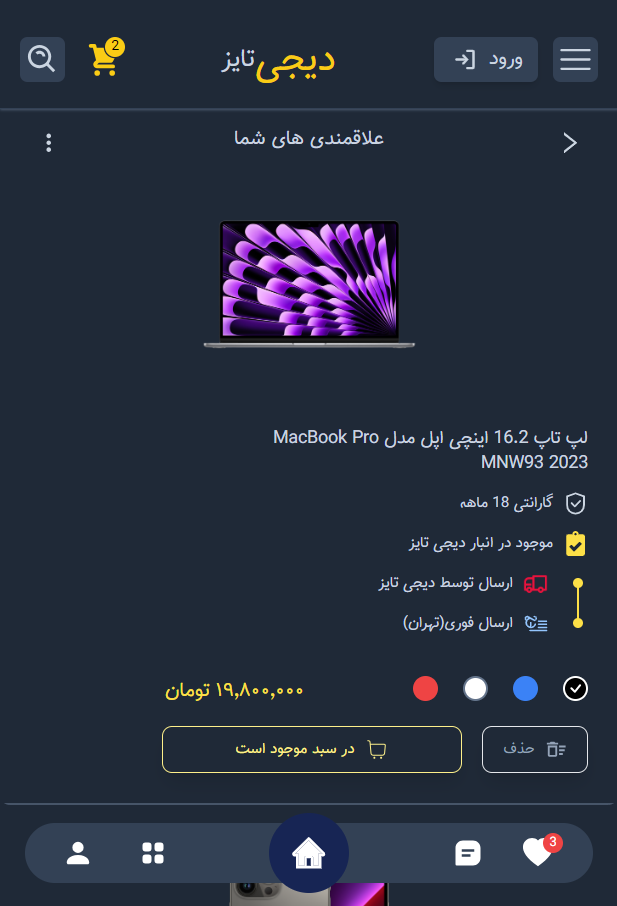 ورود
دیجی تایز
2
علاقمندی های شما
لپ تاپ 16.2 اینچی اپل مدل MacBook Pro
MNW93 2023
گارانتی 18 ماهه
موجود در انبار دیجی تایز
ارسال توسط دیجی تایز
ارسال فوری(تهران)
۱۹,۸۰۰,۰۰۰ تومان
حذف
در سبد موجود است
3